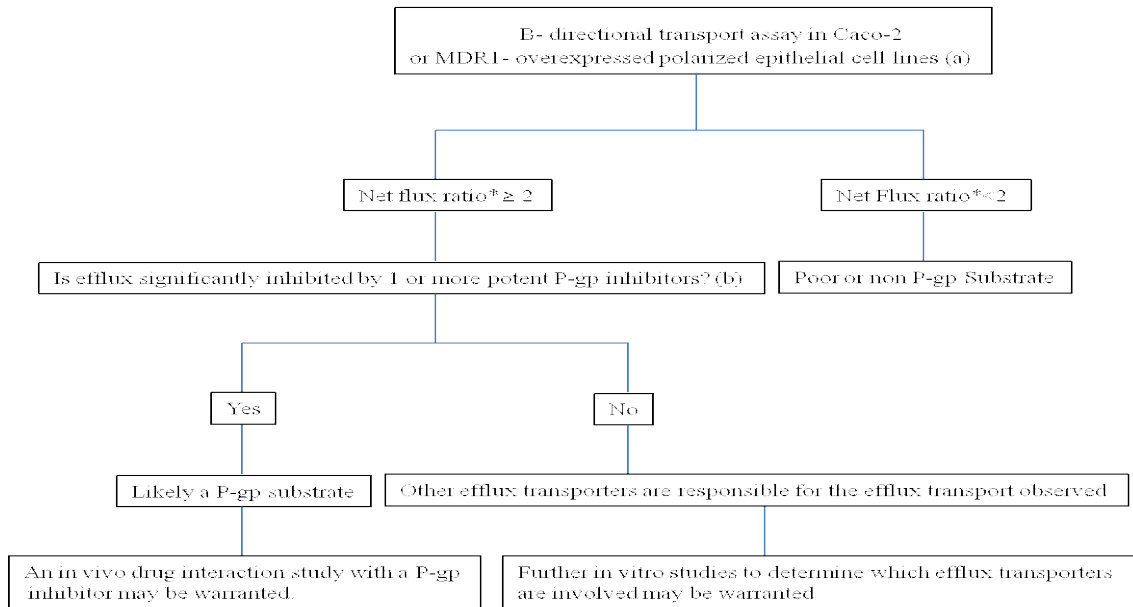 B- directional transport assay in Caco-2
or MDR1- overexpressed polarized epithelial cell lines (a)
Net flux ratio* ≥ 2
Net Flux ratio*<2
Is efflux significantly inhibited by 1 or more potent P-gp inhibitors? (b)
Poor or non P-gp Substrate
Yes
No
Likely a P-gp substrate
Other efflux transporters are responsible for the efflux transport observed
An in vivo drug interaction study with a P-gp
inhibitor may be warranted.
Further in vitro studies to determine which efflux transporters
are involved may be warranted